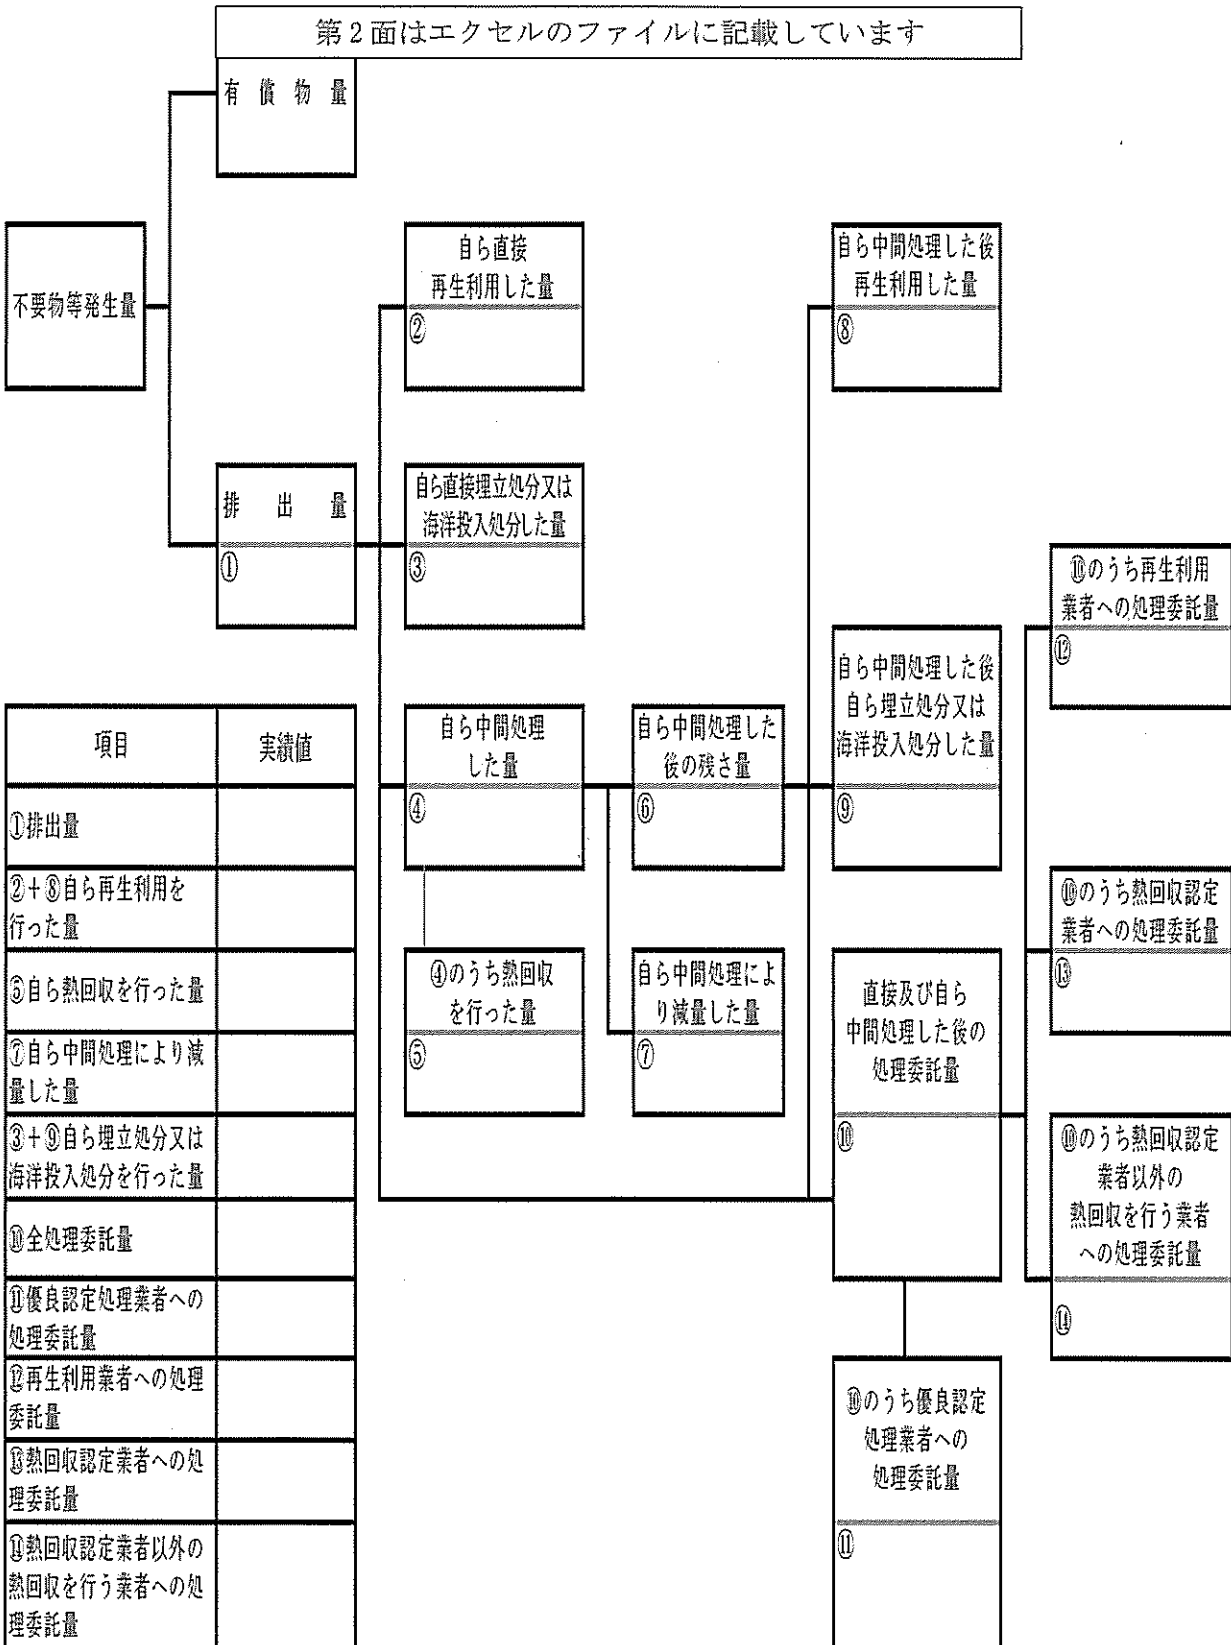 第2面はエクセルのファイルに記載しています
有償物量
不要物等発生量
自ら直接
再生利用した量
②
自ら中間処理した後
再生利用した量
⑧
排出量
①
自ら直接埋立処分又は
海洋投入処分した量
③
⑩のうち再生利用
業者への処理委託量
⑫
自ら中間処理した後
自ら埋立処分又は
海洋投入処分した量
⑨
自ら中間処理
した量
④
自ら中間処理した
後の残さ量
⑥
⑩のうち熱回収認定
業者への処理委託量
⑬
④のうち熱回収
を行った量
⑤
自ら中間処理によ
り減量した量
⑦
直接及び自ら
中間処理した後の
処理委託量
⑩
⑩のうち熱回収認定
業者以外の
熱回収を行う業者
への処理委託量
⑭
⑩のうち優良認定
処理業者への
処理委託量
⑪
項目
実績値
①排出量
②+⑧自ら再生利用を
行った量
⑤自ら熱回収を行った量
⑦自ら中間処理により減
量した量
③+⑨自ら埋立処分又は
海洋投入処分を行った量
⑩全処理委託量
⑪優良認定処理業者への
処理委託量
⑫再生利用業者への処理
委託量
⑬熱回収認定業者への処
理委託量
⑭熱回収認定業者以外の
熱回収を行う業者への処
理委託量